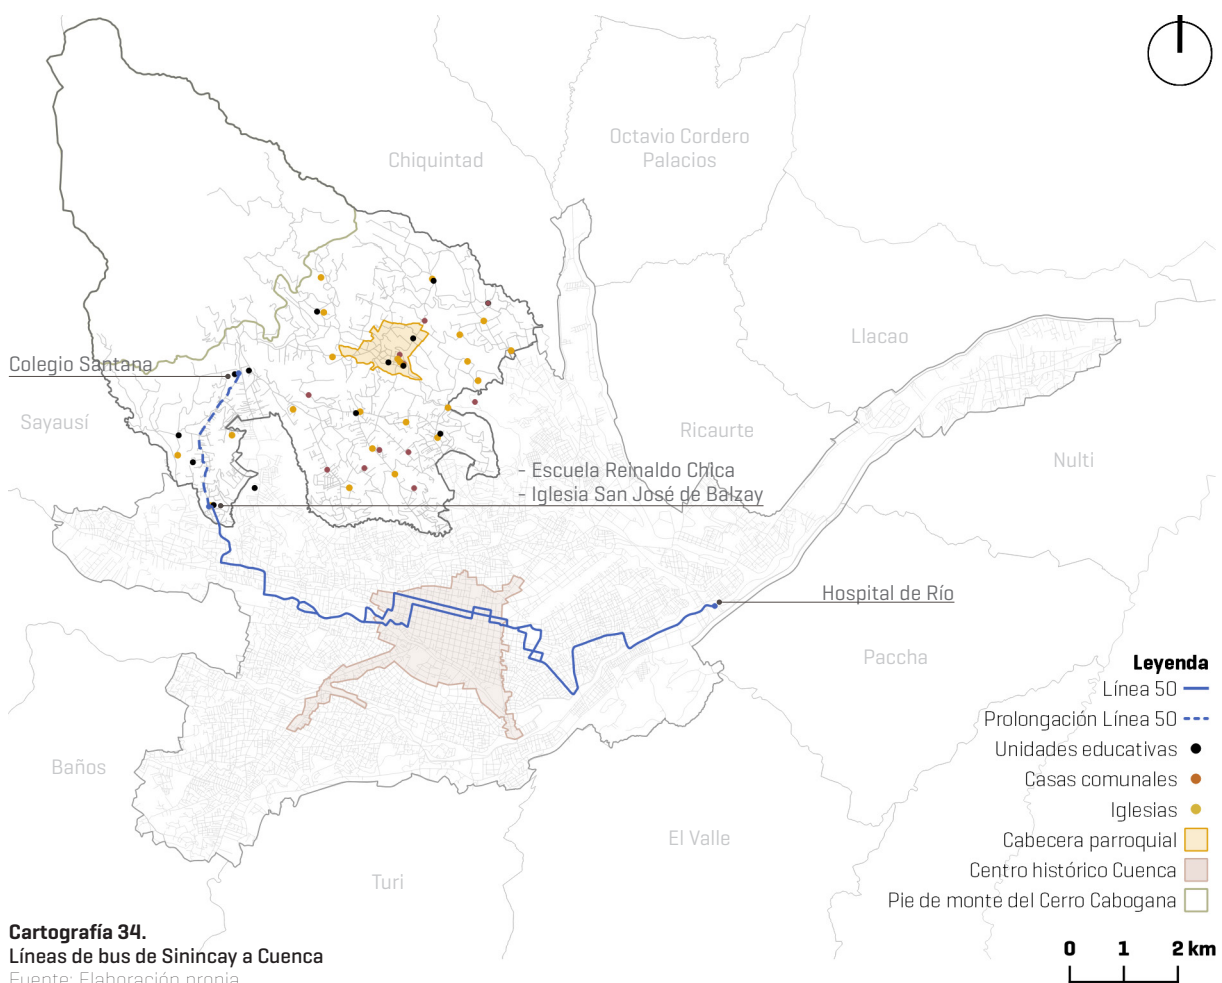 Octavio Cordero
Palacios
Chiquintad
Llacao
Colegio Santana
Sayausí
Ricaurte
Nulti
- Escuela Reinaldo Chica
- Iglesia San José de Balzay
Hospital de Río
Paccha
Baños
El Valle
Turi
Leyenda
Línea 50
Prolongación Línea 50
Unidades educativas
Casas comunales
Iglesias
Cabecera parroquial
Centro histórico Cuenca
Pie de monte del Cerro Cabogana
Cartografía 34.
Líneas de bus de Sinincay a Cuenca
Fuente: Elaboración propia
0 1 2 km